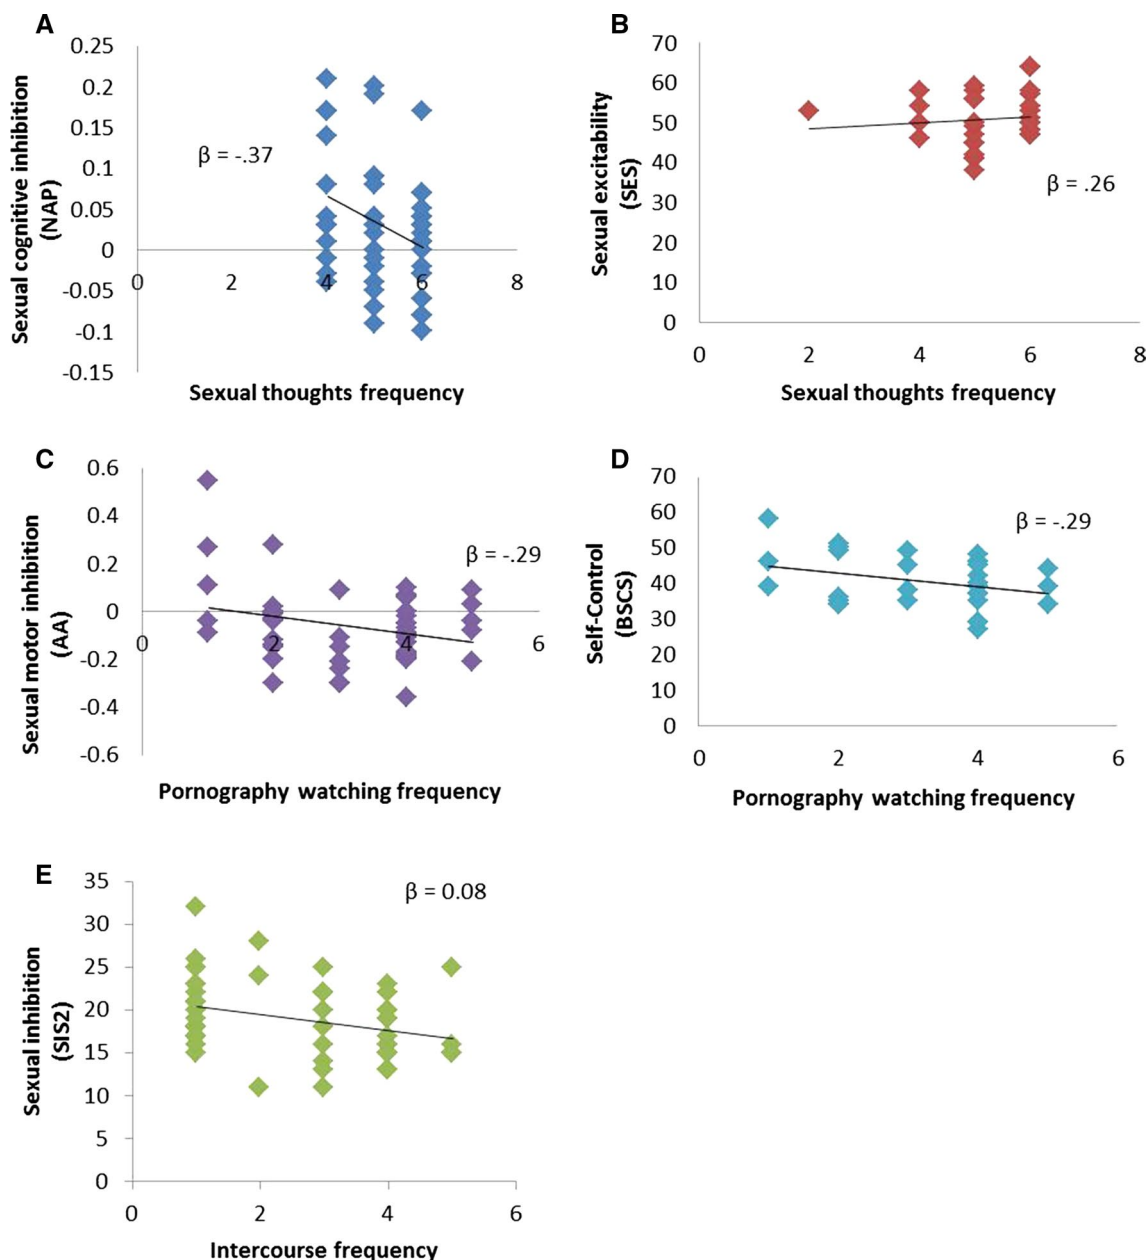 A
Sexual cognitive inhibition
(NAP)
0.25
0.2
0.15
0.1
0.05
0
-0.05
-0.1
-0.15
β = -.37
0 2 4 6 8
Sexual thoughts frequency
B
Sexual excitability
(SES)
70
60
50
40
30
20
10
0
β = .26
0 2 4 6 8
Sexual thoughts frequency
C
Sexual motor inhibition
(AA)
0.6
0.4
0.2
0
-0.2
-0.4
-0.6
β = -.29
0 2 4 6
Pornography watching frequency
D
Self-Control
(BSCS)
70
60
50
40
30
20
10
0
β = -.29
0 2 4 6
Pornography watching frequency
E
Sexual inhibition
(SIS2)
35
30
25
20
15
10
5
0
β = 0.08
0 2 4 6
Intercourse frequency